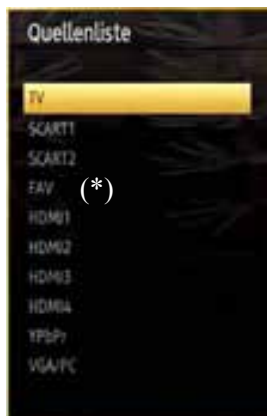 Quellenliste
TV
SCART1
SCART2
FAV (*)
HDMI1
HDMI2
HDMI3
HDMI4
YPbPr
VGA/PC